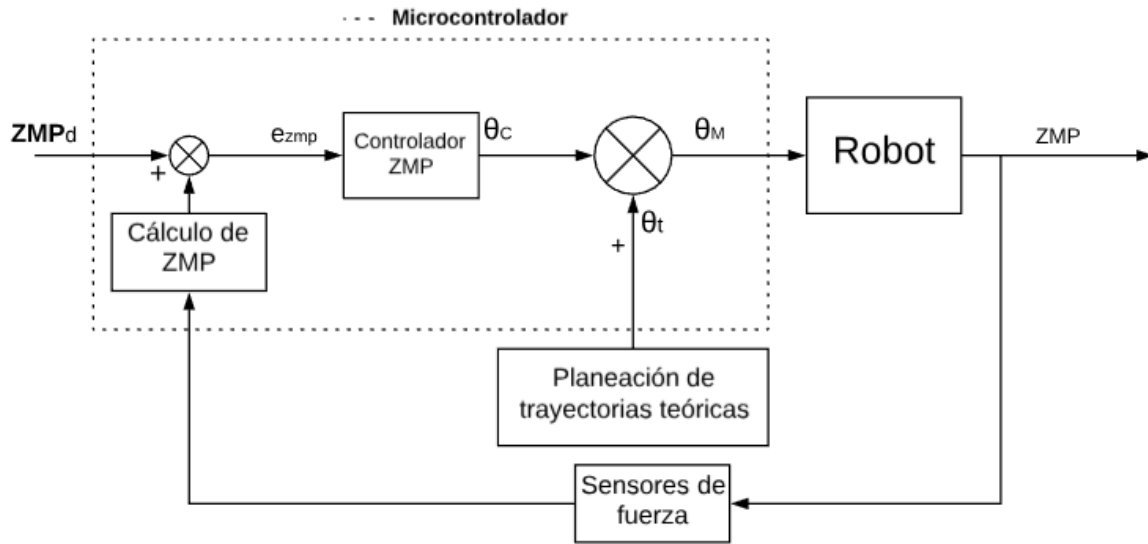 - - - Microcontrolador
ZMPd
+
ezmp
Controlador
ZMP
θC
θM
Robot
ZMP
Cálculo de
ZMP
θt
+
Planeación de
trayectorias teóricas
Sensores de
fuerza